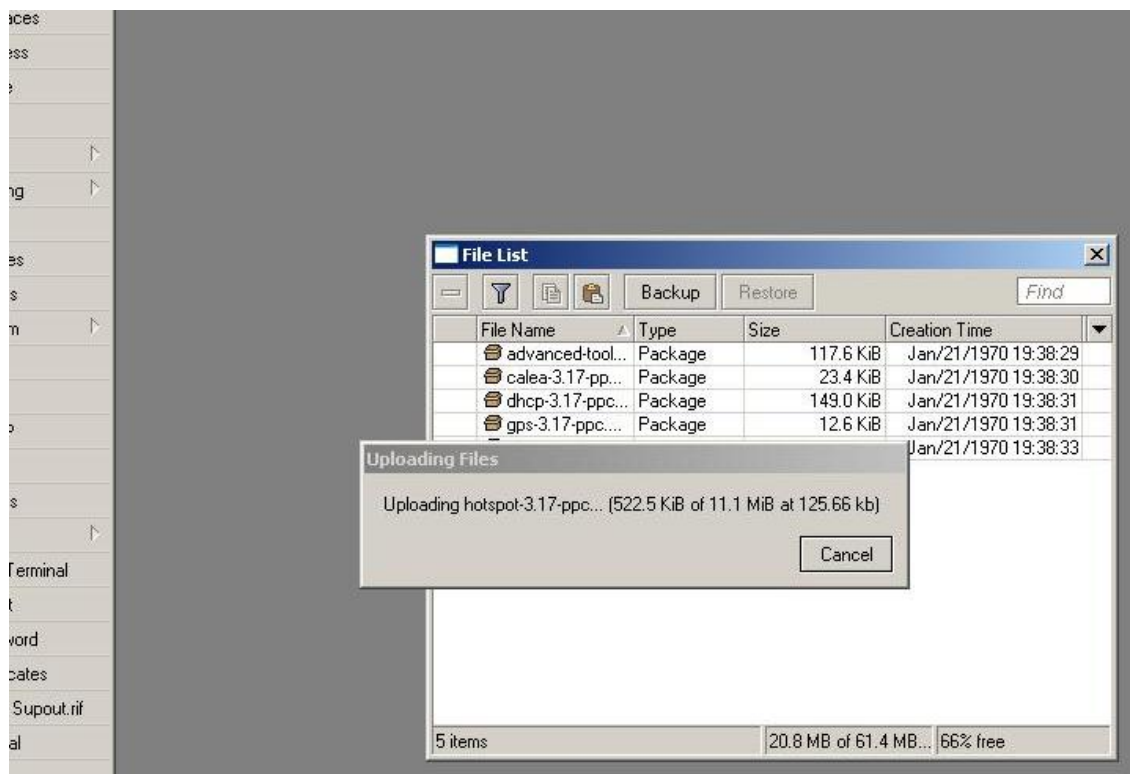 aces
ess
e
ng
es
s
m
o
s
Terminal
t
word
cates
Supout.rif
al
File List
Backup Restore Find
File Name Type Size Creation Time
advanced-tool... Package 117.6 KiB Jan/21/1970 19:38:29
calea-3.17-pp... Package 23.4 KiB Jan/21/1970 19:38:30
dhcp-3.17-ppc... Package 149.0 KiB Jan/21/1970 19:38:31
gps-3.17-ppc.... Package 12.6 KiB Jan/21/1970 19:38:31
Jan/21/1970 19:38:33
Uploading Files
Uploading hotspot-3.17-ppc... (522.5 KiB of 11.1 MiB at 125.66 kb)
Cancel
5 items 20.8 MB of 61.4 MB... 66% free